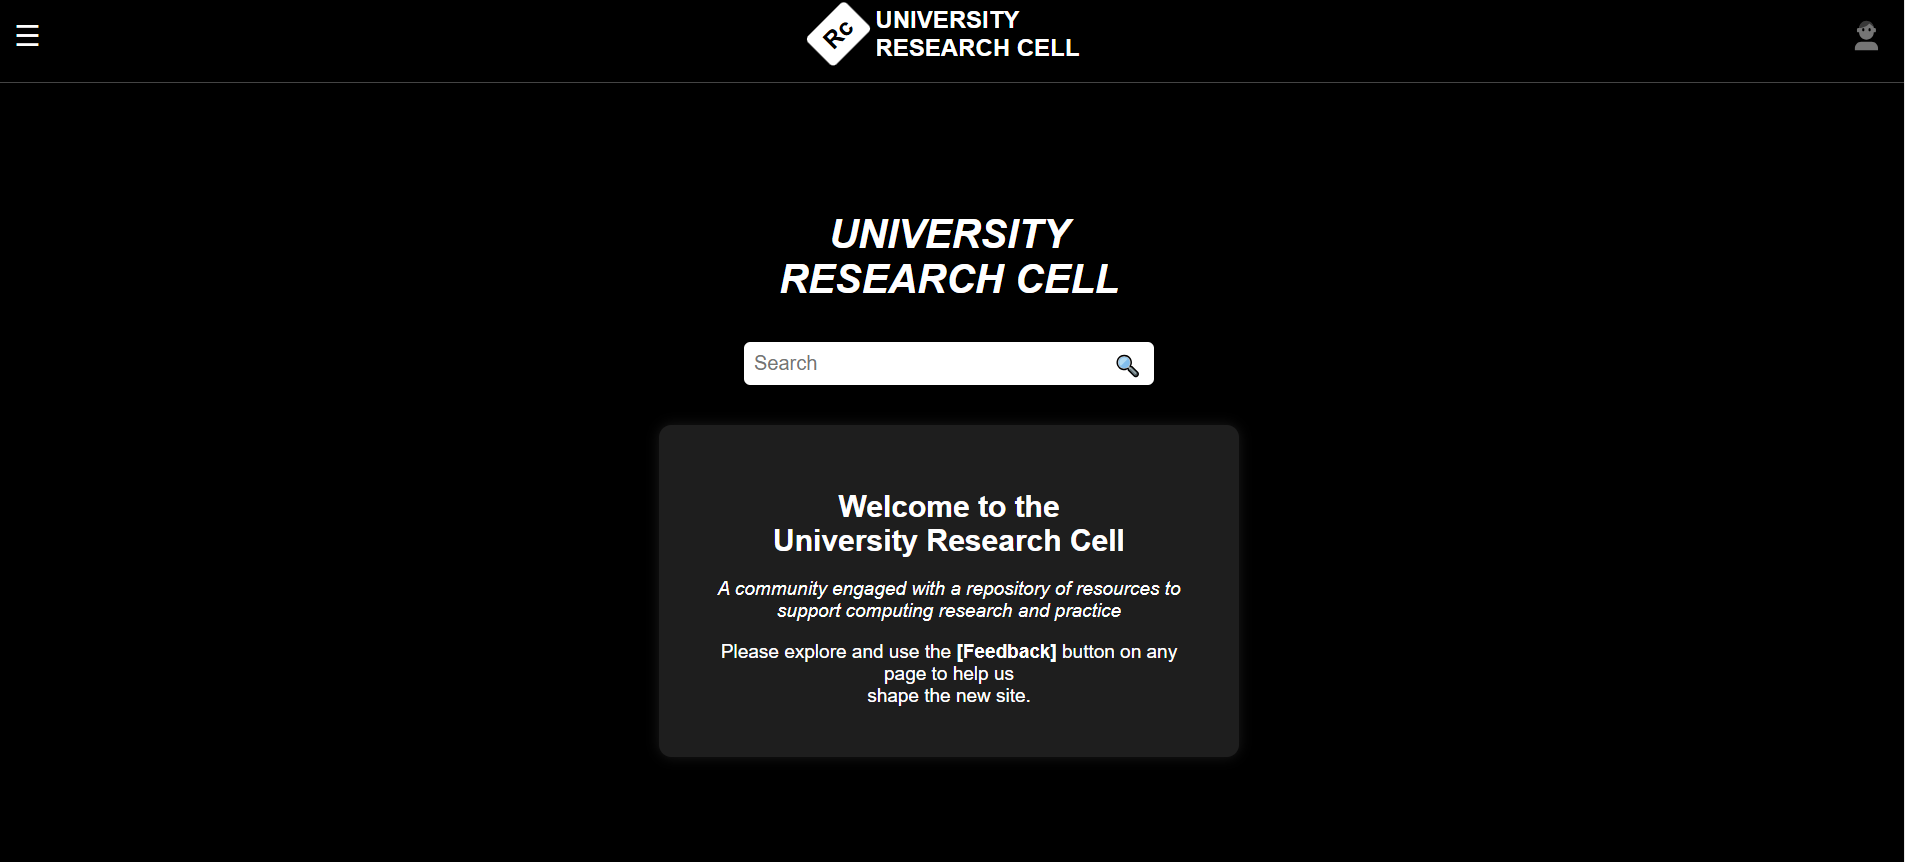 Rc
UNIVERSITY
RESEARCH CELL
UNIVERSITY
RESEARCH CELL
Search
Welcome to the
University Research Cell
A community engaged with a repository of resources to
support computing research and practice
Please explore and use the [Feedback] button on any
page to help us
shape the new site.